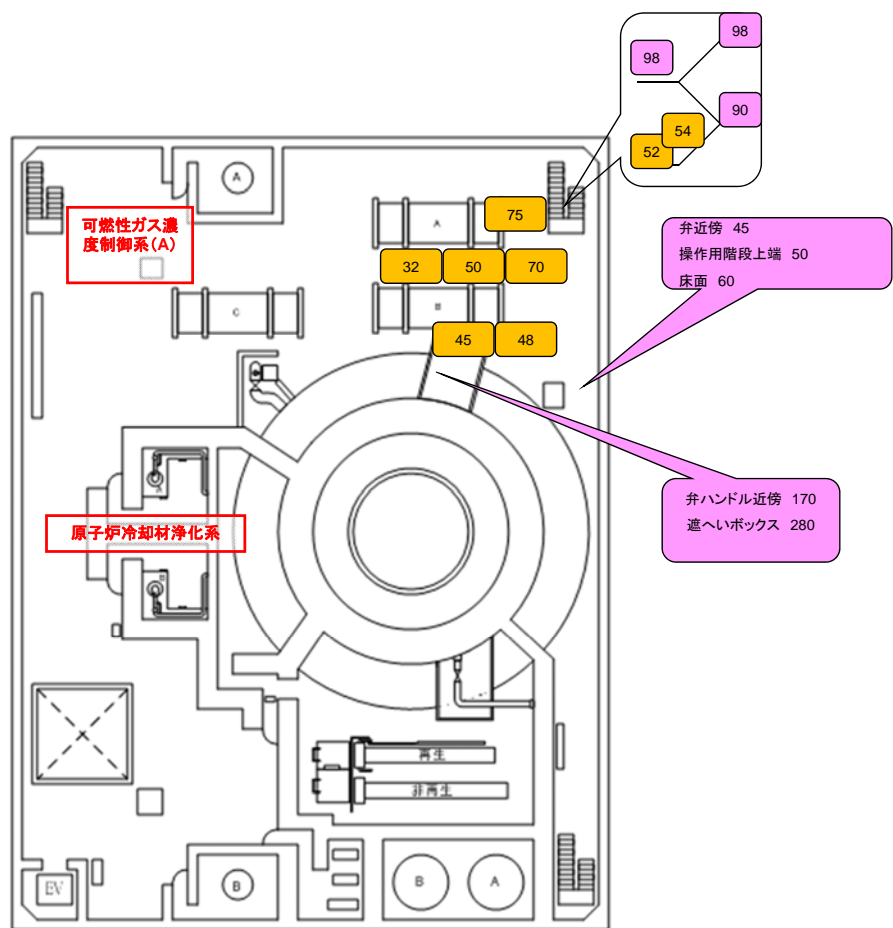 98
98
90
54
52
A
可燃性ガス濃
度制御系(A)
A
75
弁近傍 45
操作用階段上端 50
床面 60
32
50
70
C
B
45
48
A
弁ハンドル近傍 170
遮へいボックス 280
原子炉冷却材浄化系
B
再生
非再生
EV
B
B
A